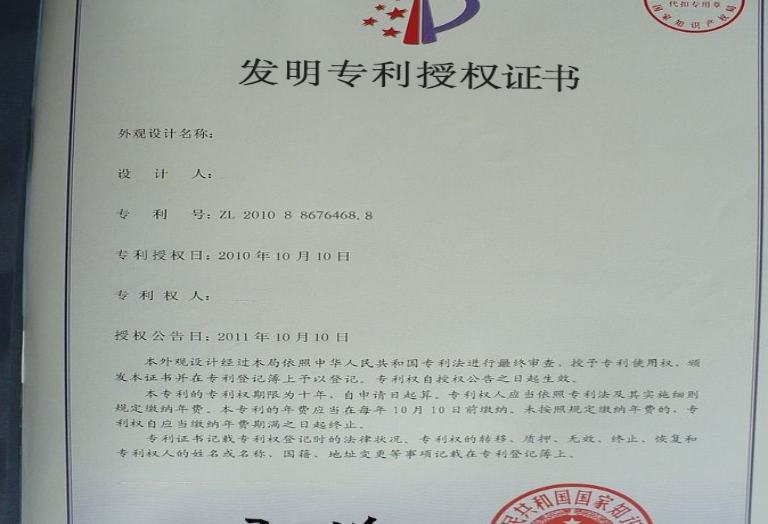 代扣专用章
国家知识产权局
发明专利授权证书
外观设计名称:
设 计 人:
专 利 号: ZL 2010 8 8676468.8
专利授权日: 2010 年 10 月 10 日
专 利 权 人:
授权公告日: 2011 年 10 月 10 日
本外观设计经过本局依照中华人民共和国专利法进行最终审查, 授予专利使用权, 颁
发本证书并在专利登记簿上予以登记。专利权自授权公告之日起生效。
本专利的专利权期限为十年, 自申请日起算。专利权人应当依照专利法及其实施细则
规定缴纳年费。本专利的年费应当在每年 10 月 10 日前缴纳。未按照规定缴纳年费的, 专
利权自应当缴纳年费期满之日起终止。
专利证书记载专利权登记时的法律状况。专利权的转移、质押、无效、终止、恢复和
专利权人的姓名或名称、国籍、地址变更等事项记载在专利登记簿上。
民共和国国家知识